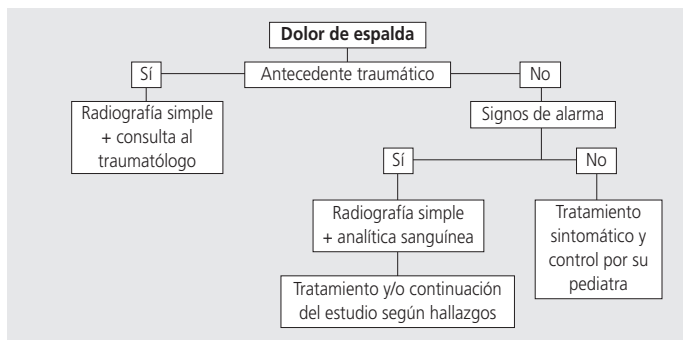 Dolor de espalda
Sí
Antecedente traumático
No
Radiografía simple
+ consulta al
traumatólogo
Signos de alarma
Sí
No
Radiografía simple
+ analítica sanguínea
Tratamiento
sintomático y
control por su
pediatra
Tratamiento y/o continuación
del estudio según hallazgos